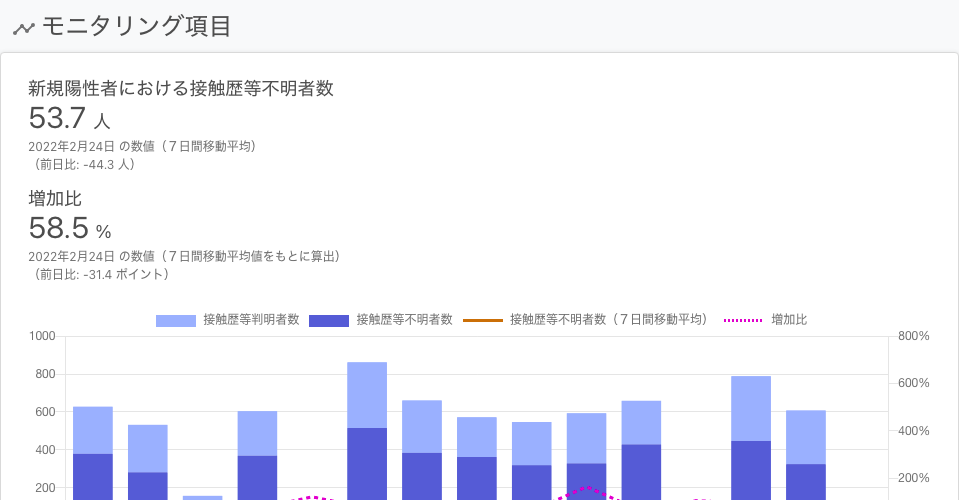 モニタリング項目
新規陽性者における接触歴等不明者数
53.7 人
2022年2月24日 の数値（７日間移動平均）
（前日比: -44.3 人）
増加比
58.5 %
2022年2月24日 の数値（７日間移動平均値をもとに算出）
（前日比: -31.4 ポイント）
接触歴等判明者数 接触歴等不明者数 接触歴等不明者数（７日間移動平均） 増加比
1000 800%
800
600%
600
400%
400
200%
200